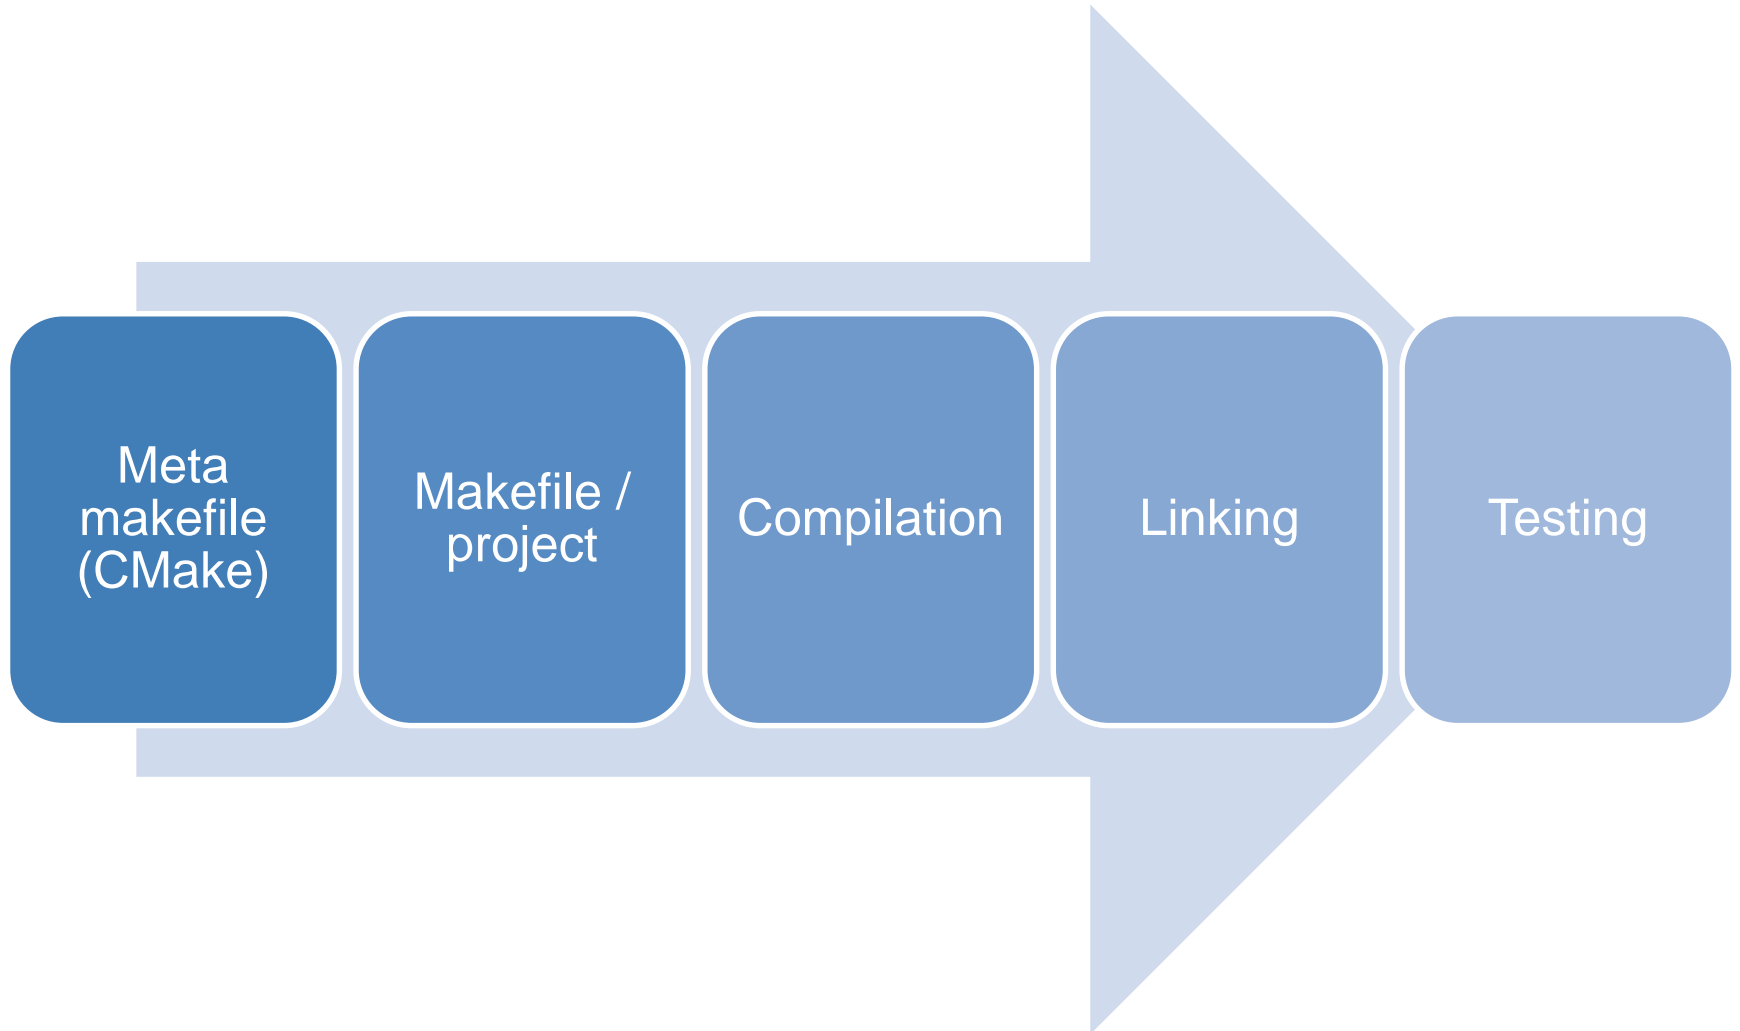 Meta
makefile
(CMake)
Makefile /
project
Compilation
Linking
Testing